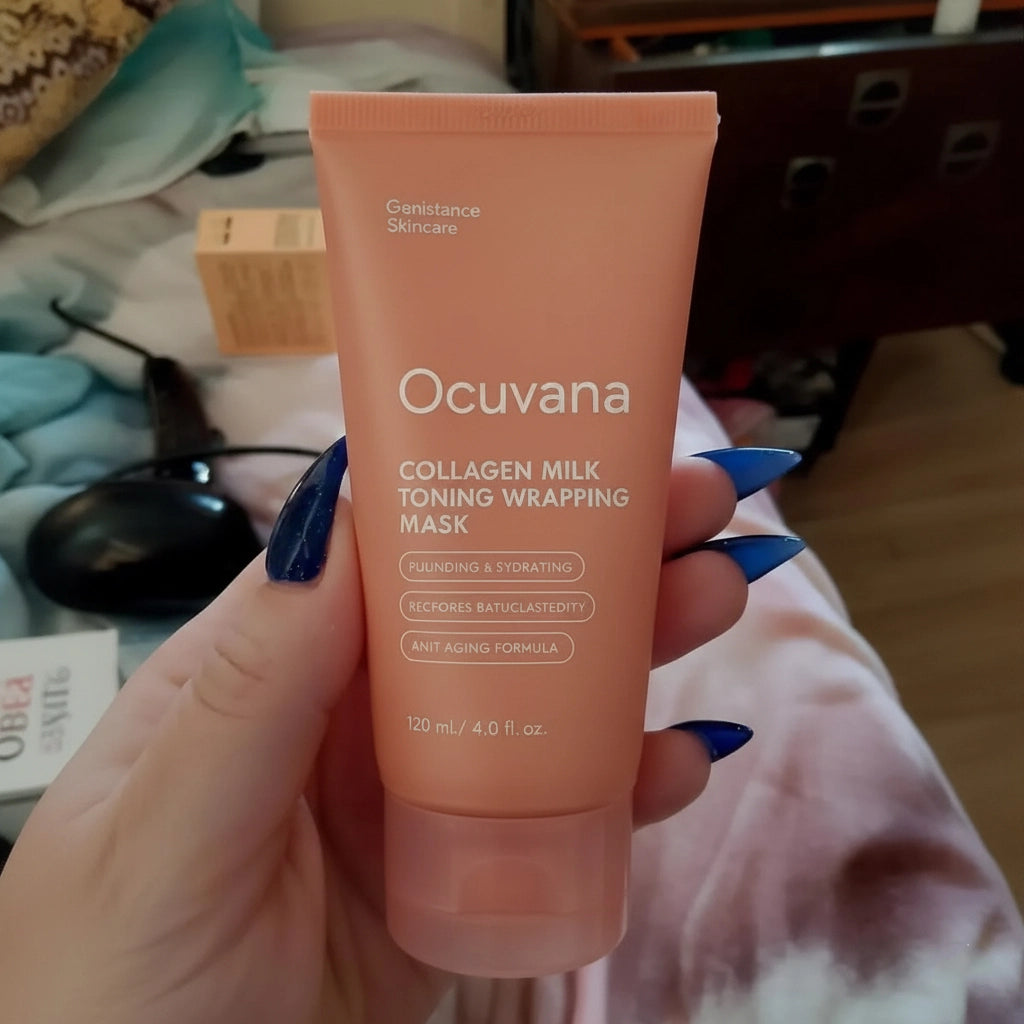 Genistance
Skincare
Ocuvana
COLLAGEN MILK
TONING WRAPPING
MASK
PUUNDING & SYDRATING
RECFORES BATUCLASTEDITY
ANIT AGING FORMULA
120 ml./ 4.0 fl. oz.